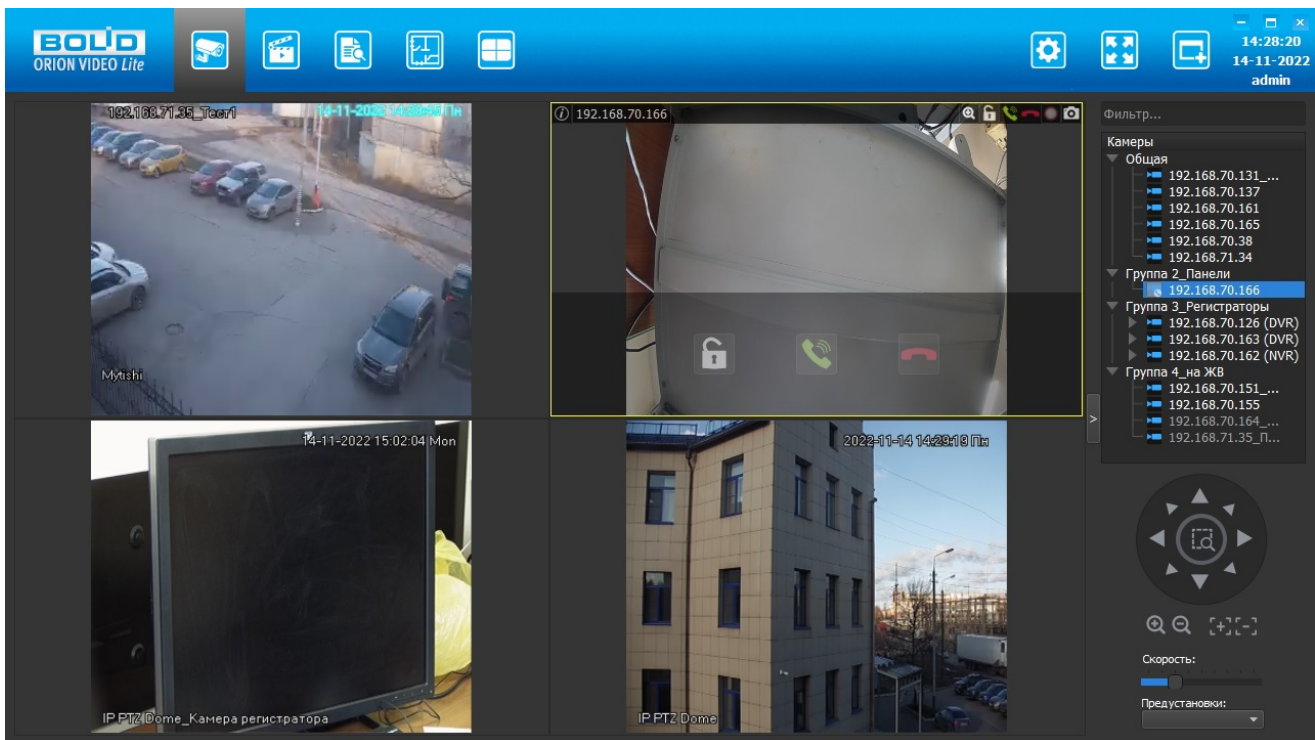 BOLID
ORION VIDEO Lite
14:28:20
14-11-2022
admin
192.168.71.35_Тест1
14-11-2022
192.168.70.166
Mytishi
14-11-2022 15:02:04 Mon
IP PTZ Dome_Камера регистратора
2022-11-14 14:29:19 Пн
IP PTZ Dome
Фильтр...
Камеры
Общая
192.168.70.131_...
192.168.70.137
192.168.70.161
192.168.70.165
192.168.70.38
192.168.71.34
Группа 2_Панели
192.168.70.166
Группа 3_Регистраторы
192.168.70.126 (DVR)
192.168.70.163 (DVR)
192.168.70.162 (NVR)
Группа 4_на ЖВ
192.168.70.151_...
192.168.70.155
192.168.70.164_...
192.168.71.35_П...
>
Скорость:
Предустановки: